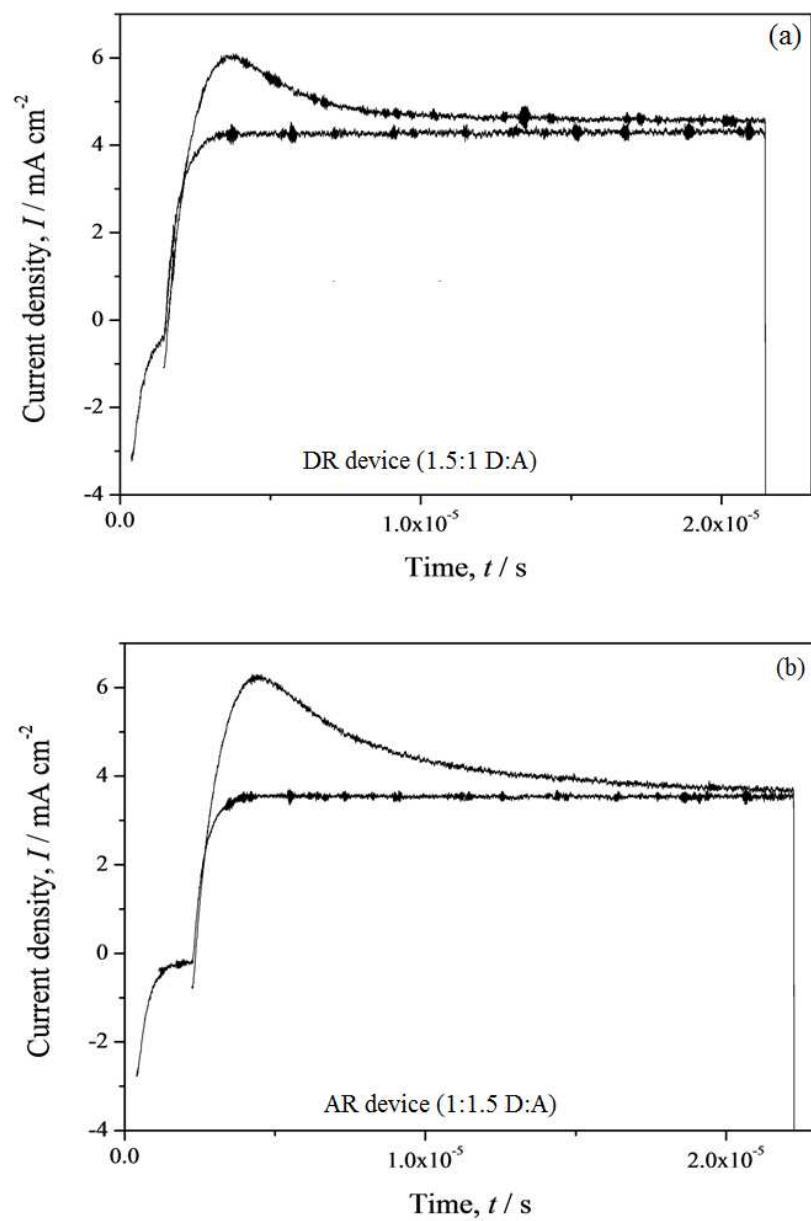 (a)
6
4
2
0
-2
-4
Current density, I / mA cm⁻²
DR device (1.5:1 D:A)
0.0
1.0x10⁻⁵
2.0x10⁻⁵
Time, t / s
(b)
6
4
2
0
-2
-4
Current density, I / mA cm⁻²
AR device (1:1.5 D:A)
0.0
1.0x10⁻⁵
2.0x10⁻⁵
Time, t / s